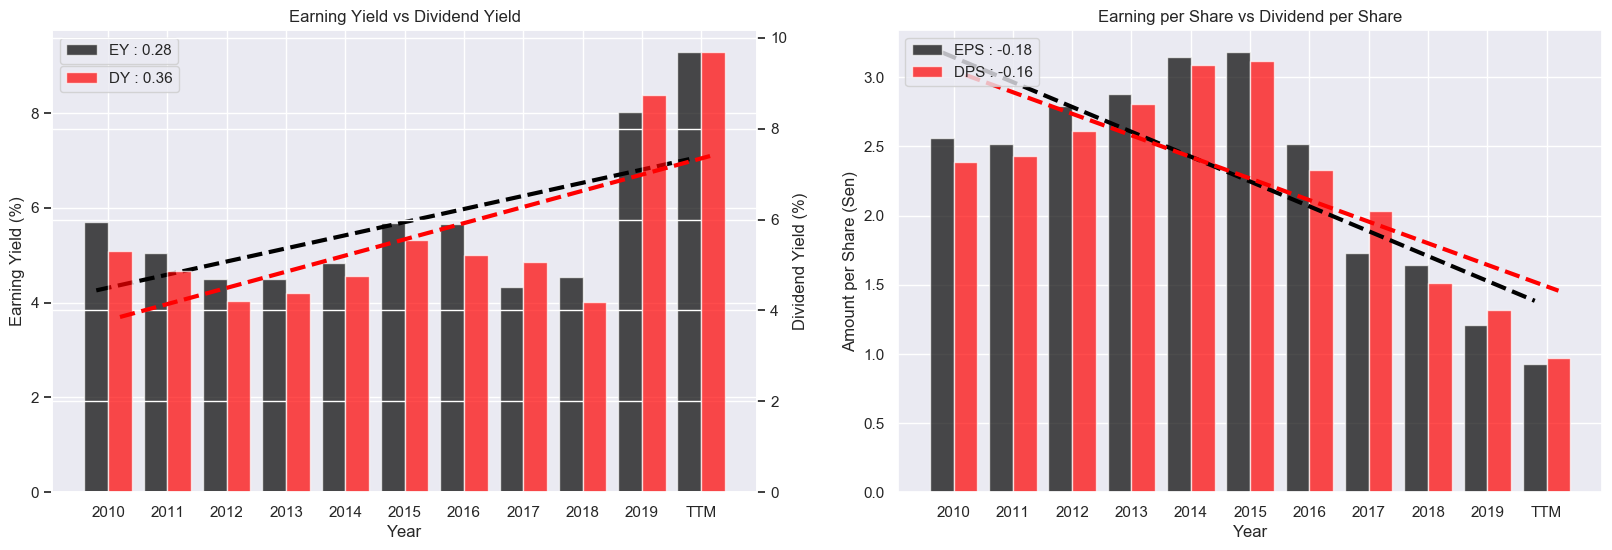 Earning Yield vs Dividend Yield
EY : 0.28
DY : 0.36
Earning Yield (%)
8
6
4
2
0
10
8
6
4
2
0
Dividend Yield (%)
2010 2011 2012 2013 2014 2015 2016 2017 2018 2019 TTM
Year
Earning per Share vs Dividend per Share
EPS : -0.18
DPS : -0.16
Amount per Share (Sen)
3.0
2.5
2.0
1.5
1.0
0.5
0.0
2010 2011 2012 2013 2014 2015 2016 2017 2018 2019 TTM
Year